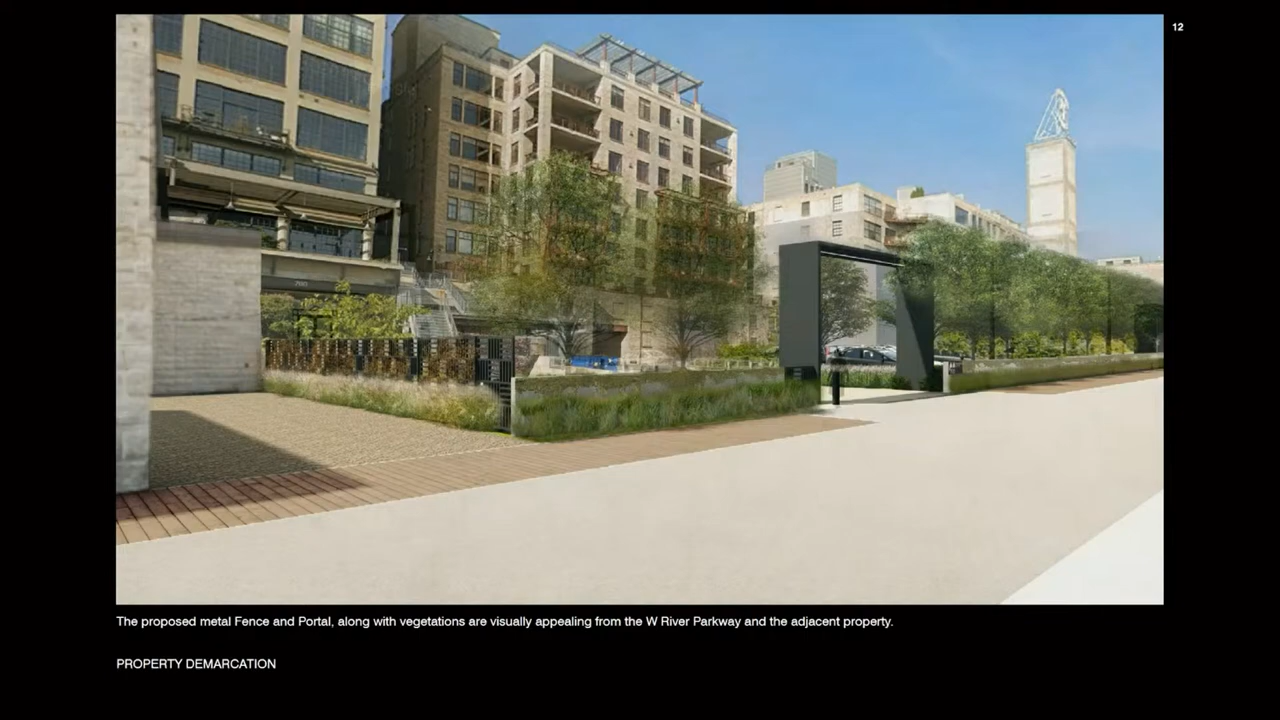 12
700
The proposed metal Fence and Portal, along with vegetations are visually appealing from the W River Parkway and the adjacent property.
PROPERTY DEMARCATION